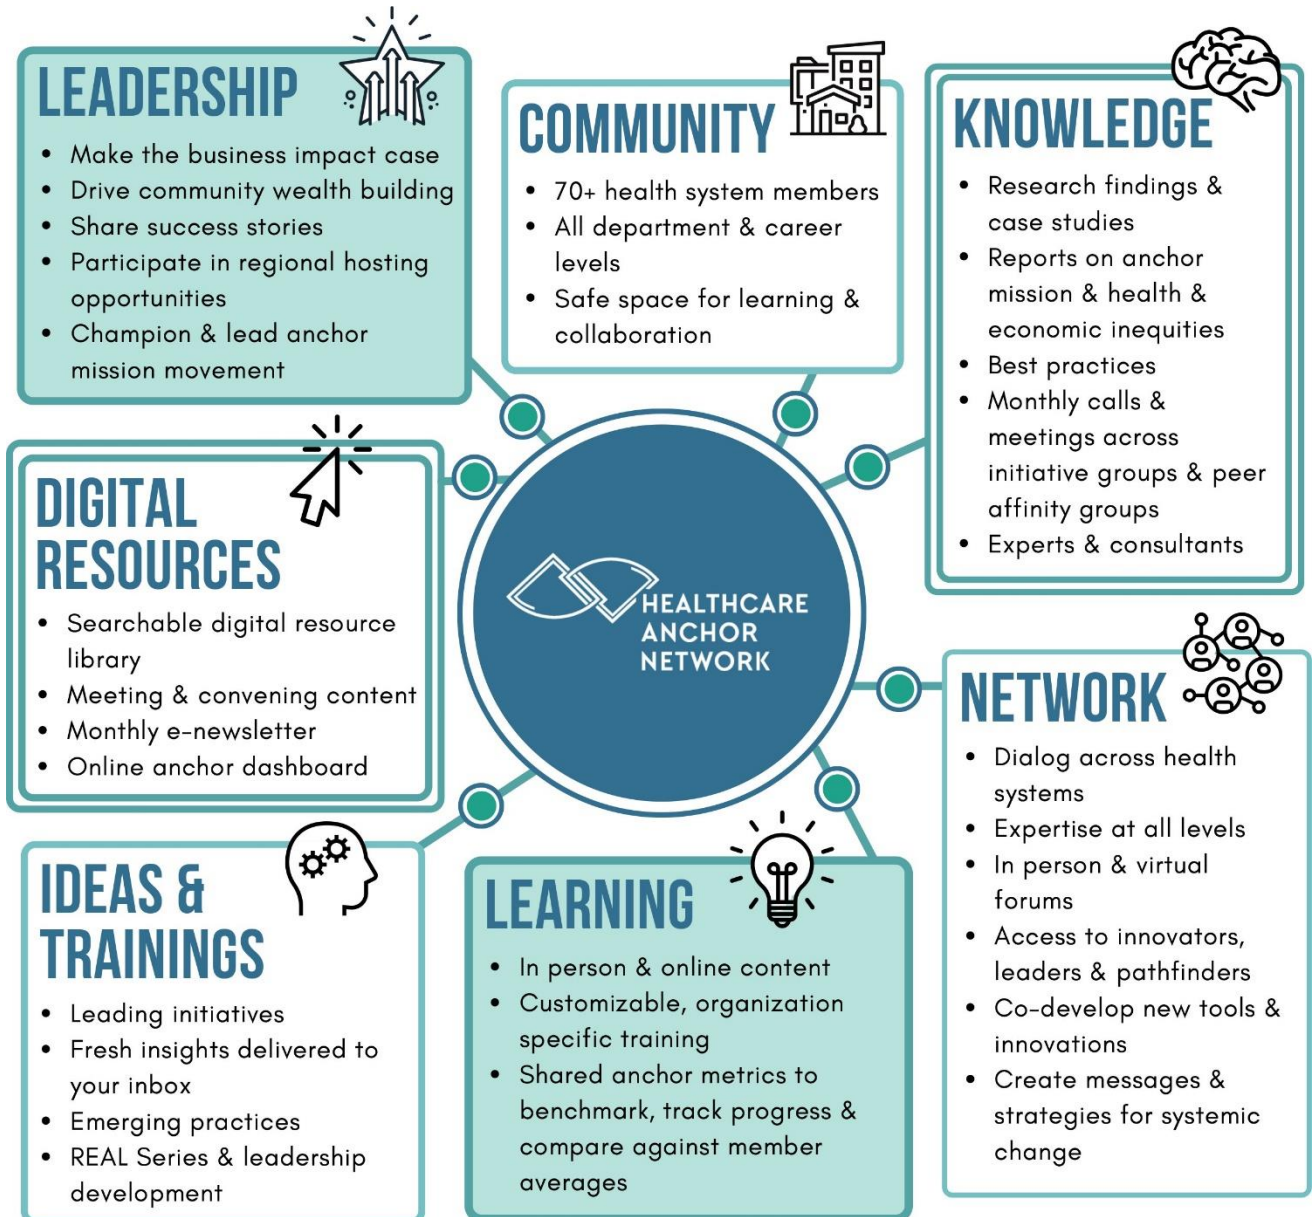 LEADERSHIP
• Make the business impact case
• Drive community wealth building
• Share success stories
• Participate in regional hosting
opportunities
• Champion & lead anchor
mission movement
COMMUNITY
• 70+ health system members
• All department & career
levels
• Safe space for learning &
collaboration
KNOWLEDGE
• Research findings &
case studies
• Reports on anchor
mission & health &
economic inequities
• Best practices
• Monthly calls &
meetings across
initiative groups & peer
affinity groups
• Experts & consultants
DIGITAL
RESOURCES
• Searchable digital resource
library
• Meeting & convening content
• Monthly e-newsletter
• Online anchor dashboard
HEALTHCARE
ANCHOR
NETWORK
NETWORK
• Dialog across health
systems
• Expertise at all levels
• In person & virtual
forums
• Access to innovators,
leaders & pathfinders
• Co-develop new tools &
innovations
• Create messages &
strategies for systemic
change
IDEAS &
TRAININGS
• Leading initiatives
• Fresh insights delivered to
your inbox
• Emerging practices
• REAL Series & leadership
development
LEARNING
• In person & online content
• Customizable, organization
specific training
• Shared anchor metrics to
benchmark, track progress &
compare against member
averages